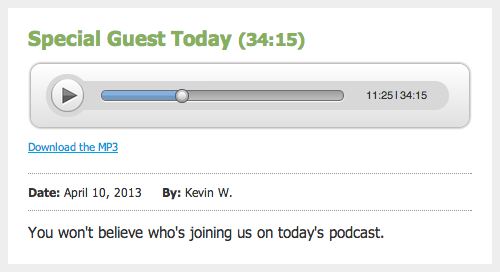 Special Guest Today (34:15)
11:25 | 34:15
Download the MP3
Date: April 10, 2013 By: Kevin W.
You won't believe who's joining us on today's podcast.